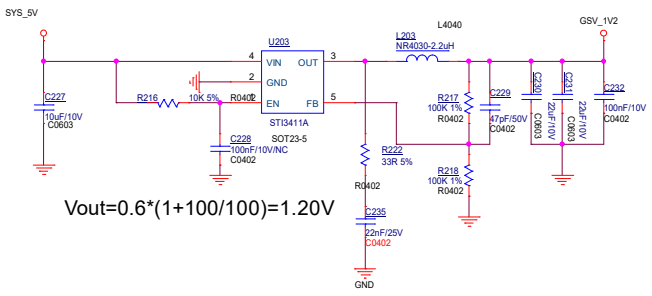 SYS_5V
L4040
GSV_1V2
U203
L203
NR4030-2.2uH
4
VIN
OUT
3
2
GND
1
EN
FB
5
STI3411A
SOT23-5
R216
10K 5%
R0402
C227
10uF/10V
C0603
C228
100nF/10V/NC
C0402
R217
100K 1%
R0402
C229
47pF/50V
C0402
C230
22uF/10V
C0603
C231
22uF/10V
C0603
C232
100nF/10V
C0402
R222
33R 5%
R0402
R218
100K 1%
R0402
Vout=0.6*(1+100/100)=1.20V
C235
22nF/25V
C0402
GND